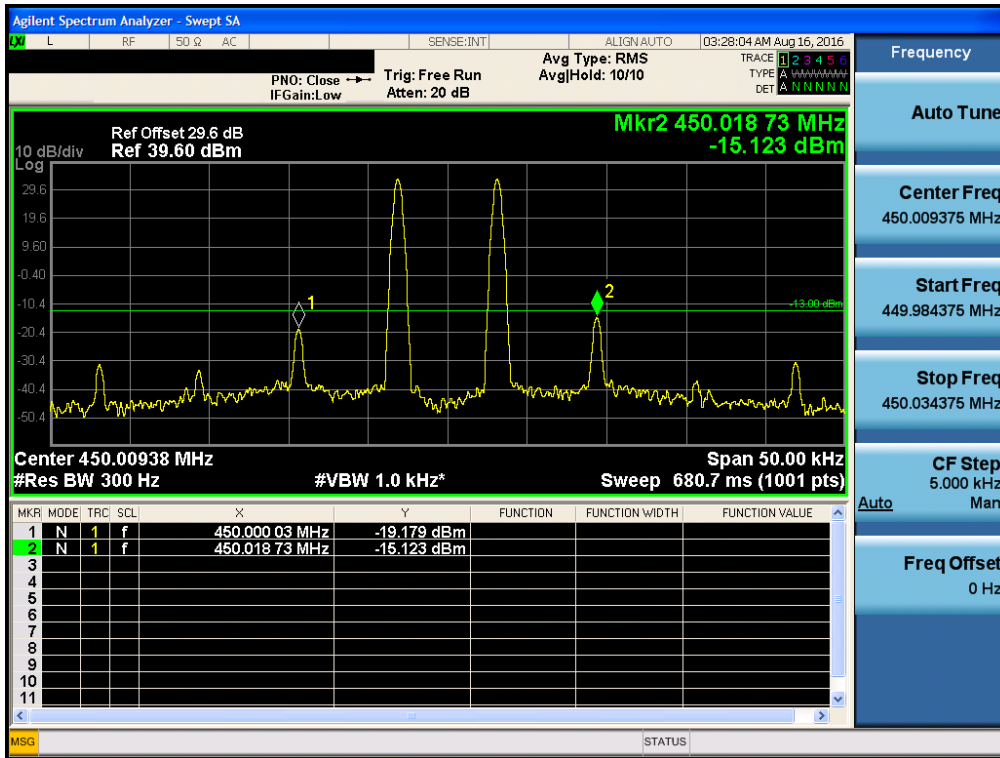 Agilent Spectrum Analyzer - Swept SA
LXI L RF 50 Ω AC SENSE:INT ALIGN AUTO 03:28:04 AM Aug 16, 2016
PNO: Close Trig: Free Run Avg Type: RMS TRACE 1 2 3 4 5 6
IFGain:Low Atten: 20 dB Avg|Hold: 10/10 TYPE A WWWWW
DET A N N N N N
Frequency
Auto Tune
Center Freq
450.009375 MHz
Start Freq
449.984375 MHz
Stop Freq
450.034375 MHz
CF Step
5.000 kHz
Auto Man
Freq Offset
0 Hz
Mkr2 450.018 73 MHz
-15.123 dBm
Ref Offset 29.6 dB
10 dB/div Ref 39.60 dBm
Log
29.6
19.6
9.60
-0.40
-10.4
-20.4
-30.4
-40.4
-50.4
1
2
-13.00 dBm
Center 450.00938 MHz Span 50.00 kHz
#Res BW 300 Hz #VBW 1.0 kHz* Sweep 680.7 ms (1001 pts)
MKR MODE TRC SCL X Y FUNCTION FUNCTION WIDTH FUNCTION VALUE
1 N 1 f 450.000 03 MHz -19.179 dBm
2 N 1 f 450.018 73 MHz -15.123 dBm
3
4
5
6
7
8
9
10
11
MSG STATUS